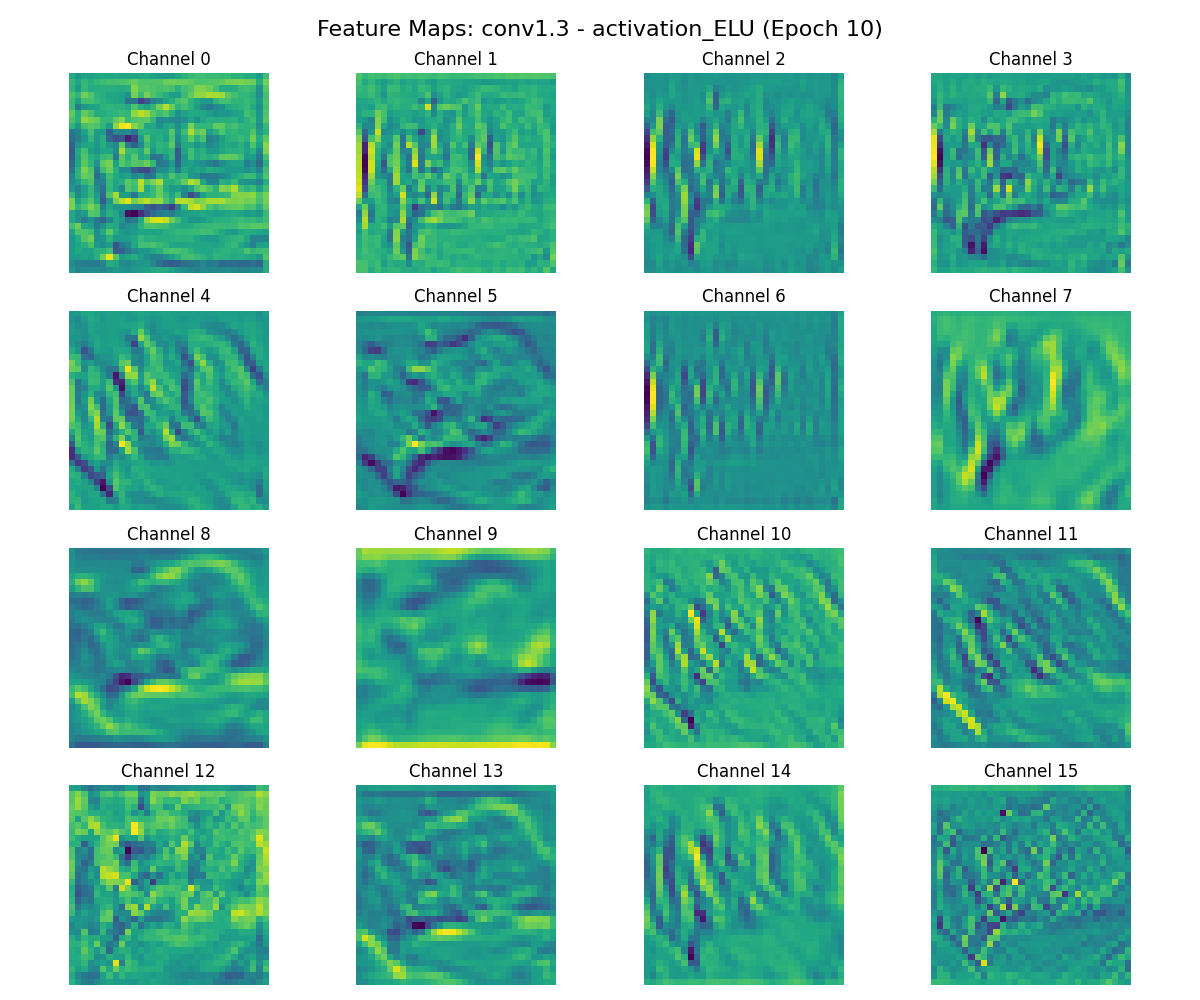 Feature Maps: conv1.3 - activation_ELU (Epoch 10)
Channel 0
Channel 1
Channel 2
Channel 3
Channel 4
Channel 5
Channel 6
Channel 7
Channel 8
Channel 9
Channel 10
Channel 11
Channel 12
Channel 13
Channel 14
Channel 15